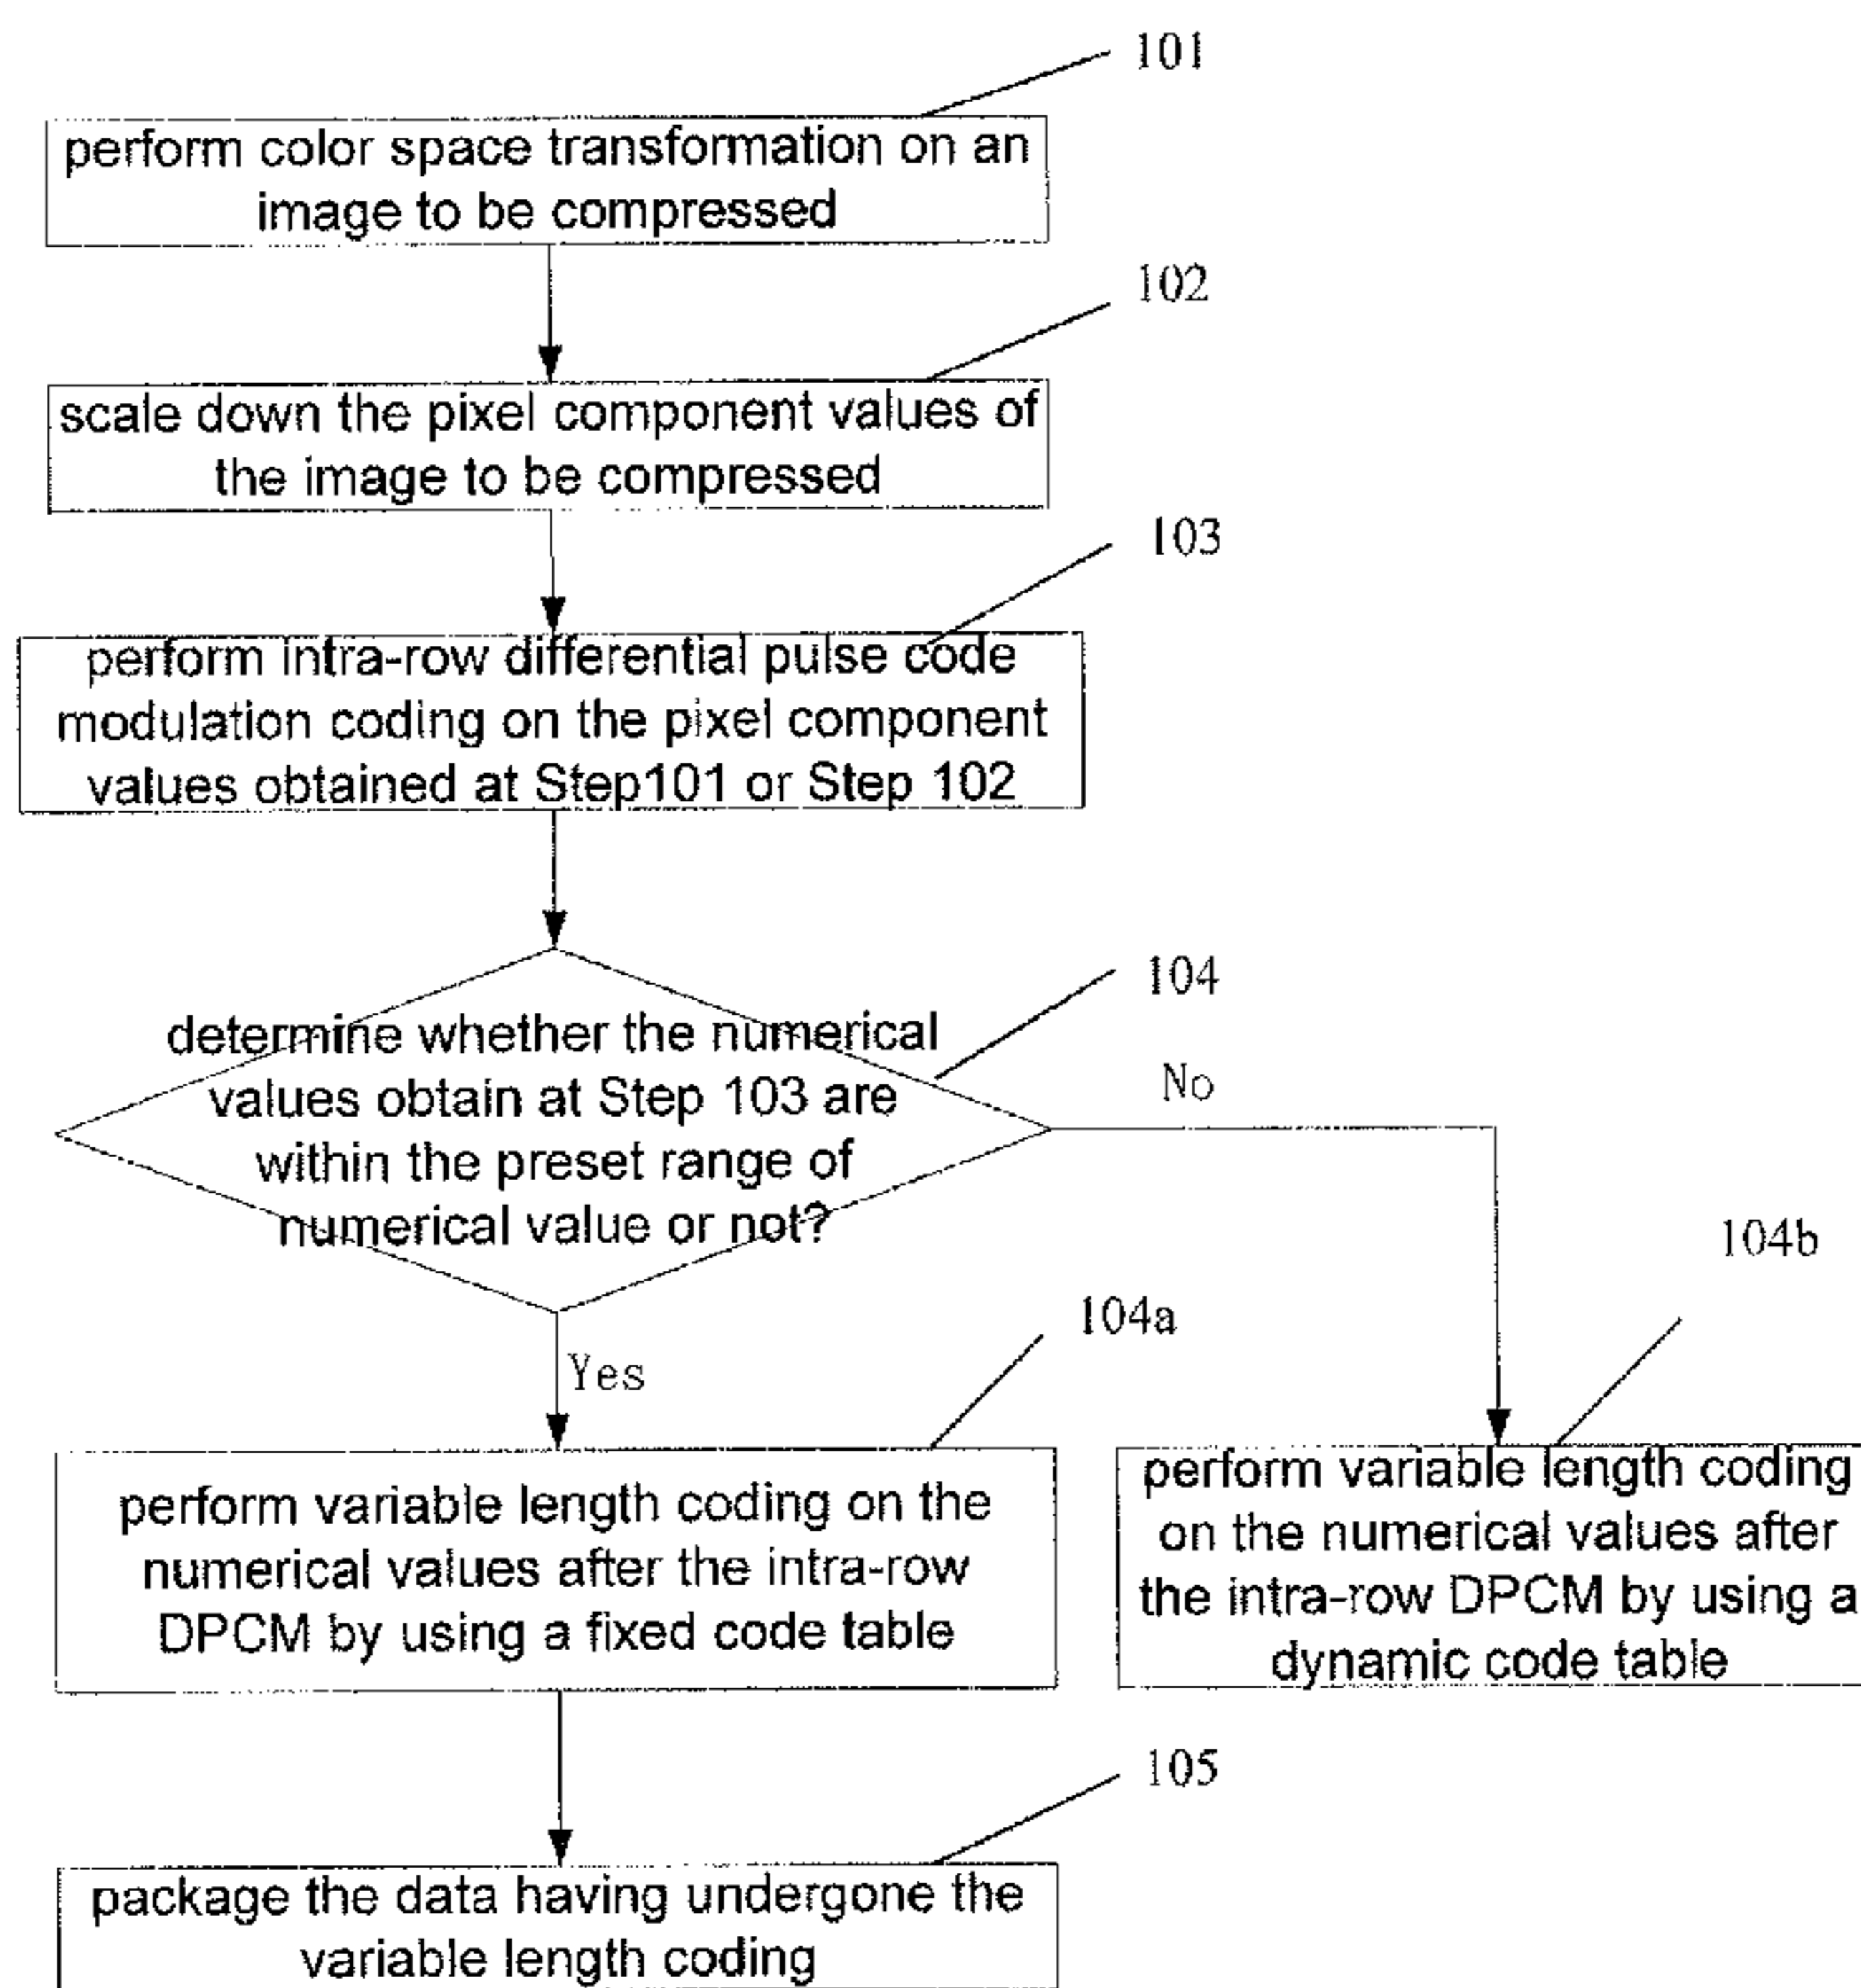 101
perform color space transformation on an
image to be compressed
102
scale down the pixel component values of
the image to be compressed
103
perform intra-row differential pulse code
modulation coding on the pixel component
values obtained at Step101 or Step 102
104
determine whether the numerical
values obtain at Step 103 are
within the preset range of
numerical value or not?
No
Yes
104a
104b
perform variable length coding on the
numerical values after the intra-row
DPCM by using a fixed code table
perform variable length coding
on the numerical values after
the intra-row DPCM by using a
dynamic code table
105
package the data having undergone the
variable length coding